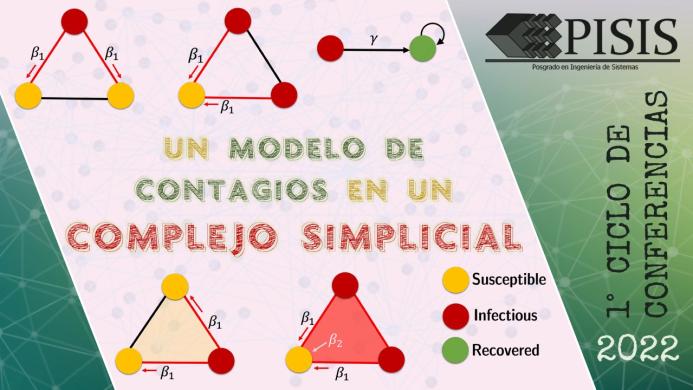 β₁
β₁
β₁
β₁
γ
PISIS
Posgrado en Ingeniería de Sistemas
UN MODELO DE
CONTAGIOS EN UN
COMPLEJO SIMPLICIAL
1° CICLO DE
CONFERENCIAS
2022
β₁
β₁
β₁
β₂
β₁
Susceptible
Infectious
Recovered